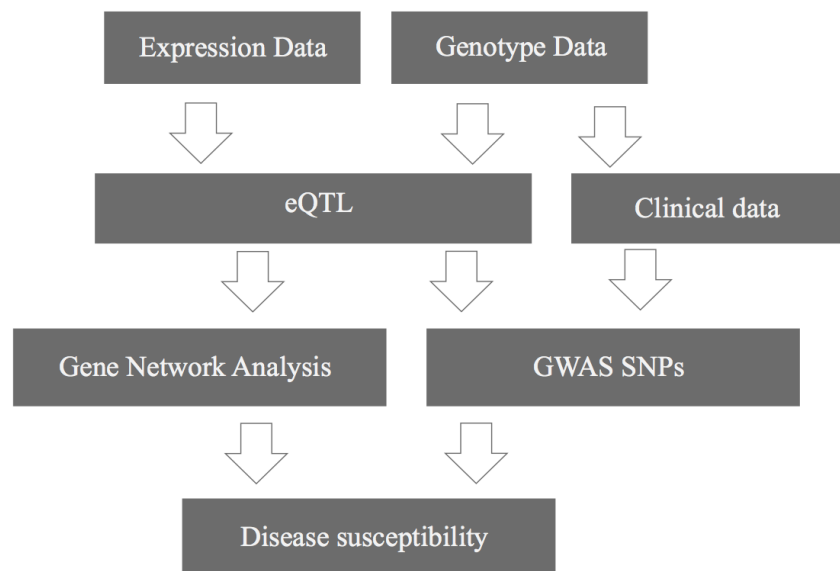 Expression Data
Genotype Data
eQTL
Clinical data
Gene Network Analysis
GWAS SNPs
Disease susceptibility